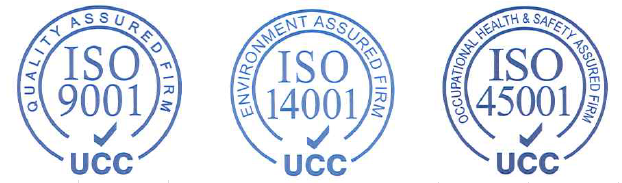 QUALITY ASSURED FIRM
ISO
9001
UCC
ENVIRONMENT ASSURED FIRM
ISO
14001
UCC
OCCUPATIONAL HEALTH & SAFETY ASSURED FIRM
ISO
45001
UCC